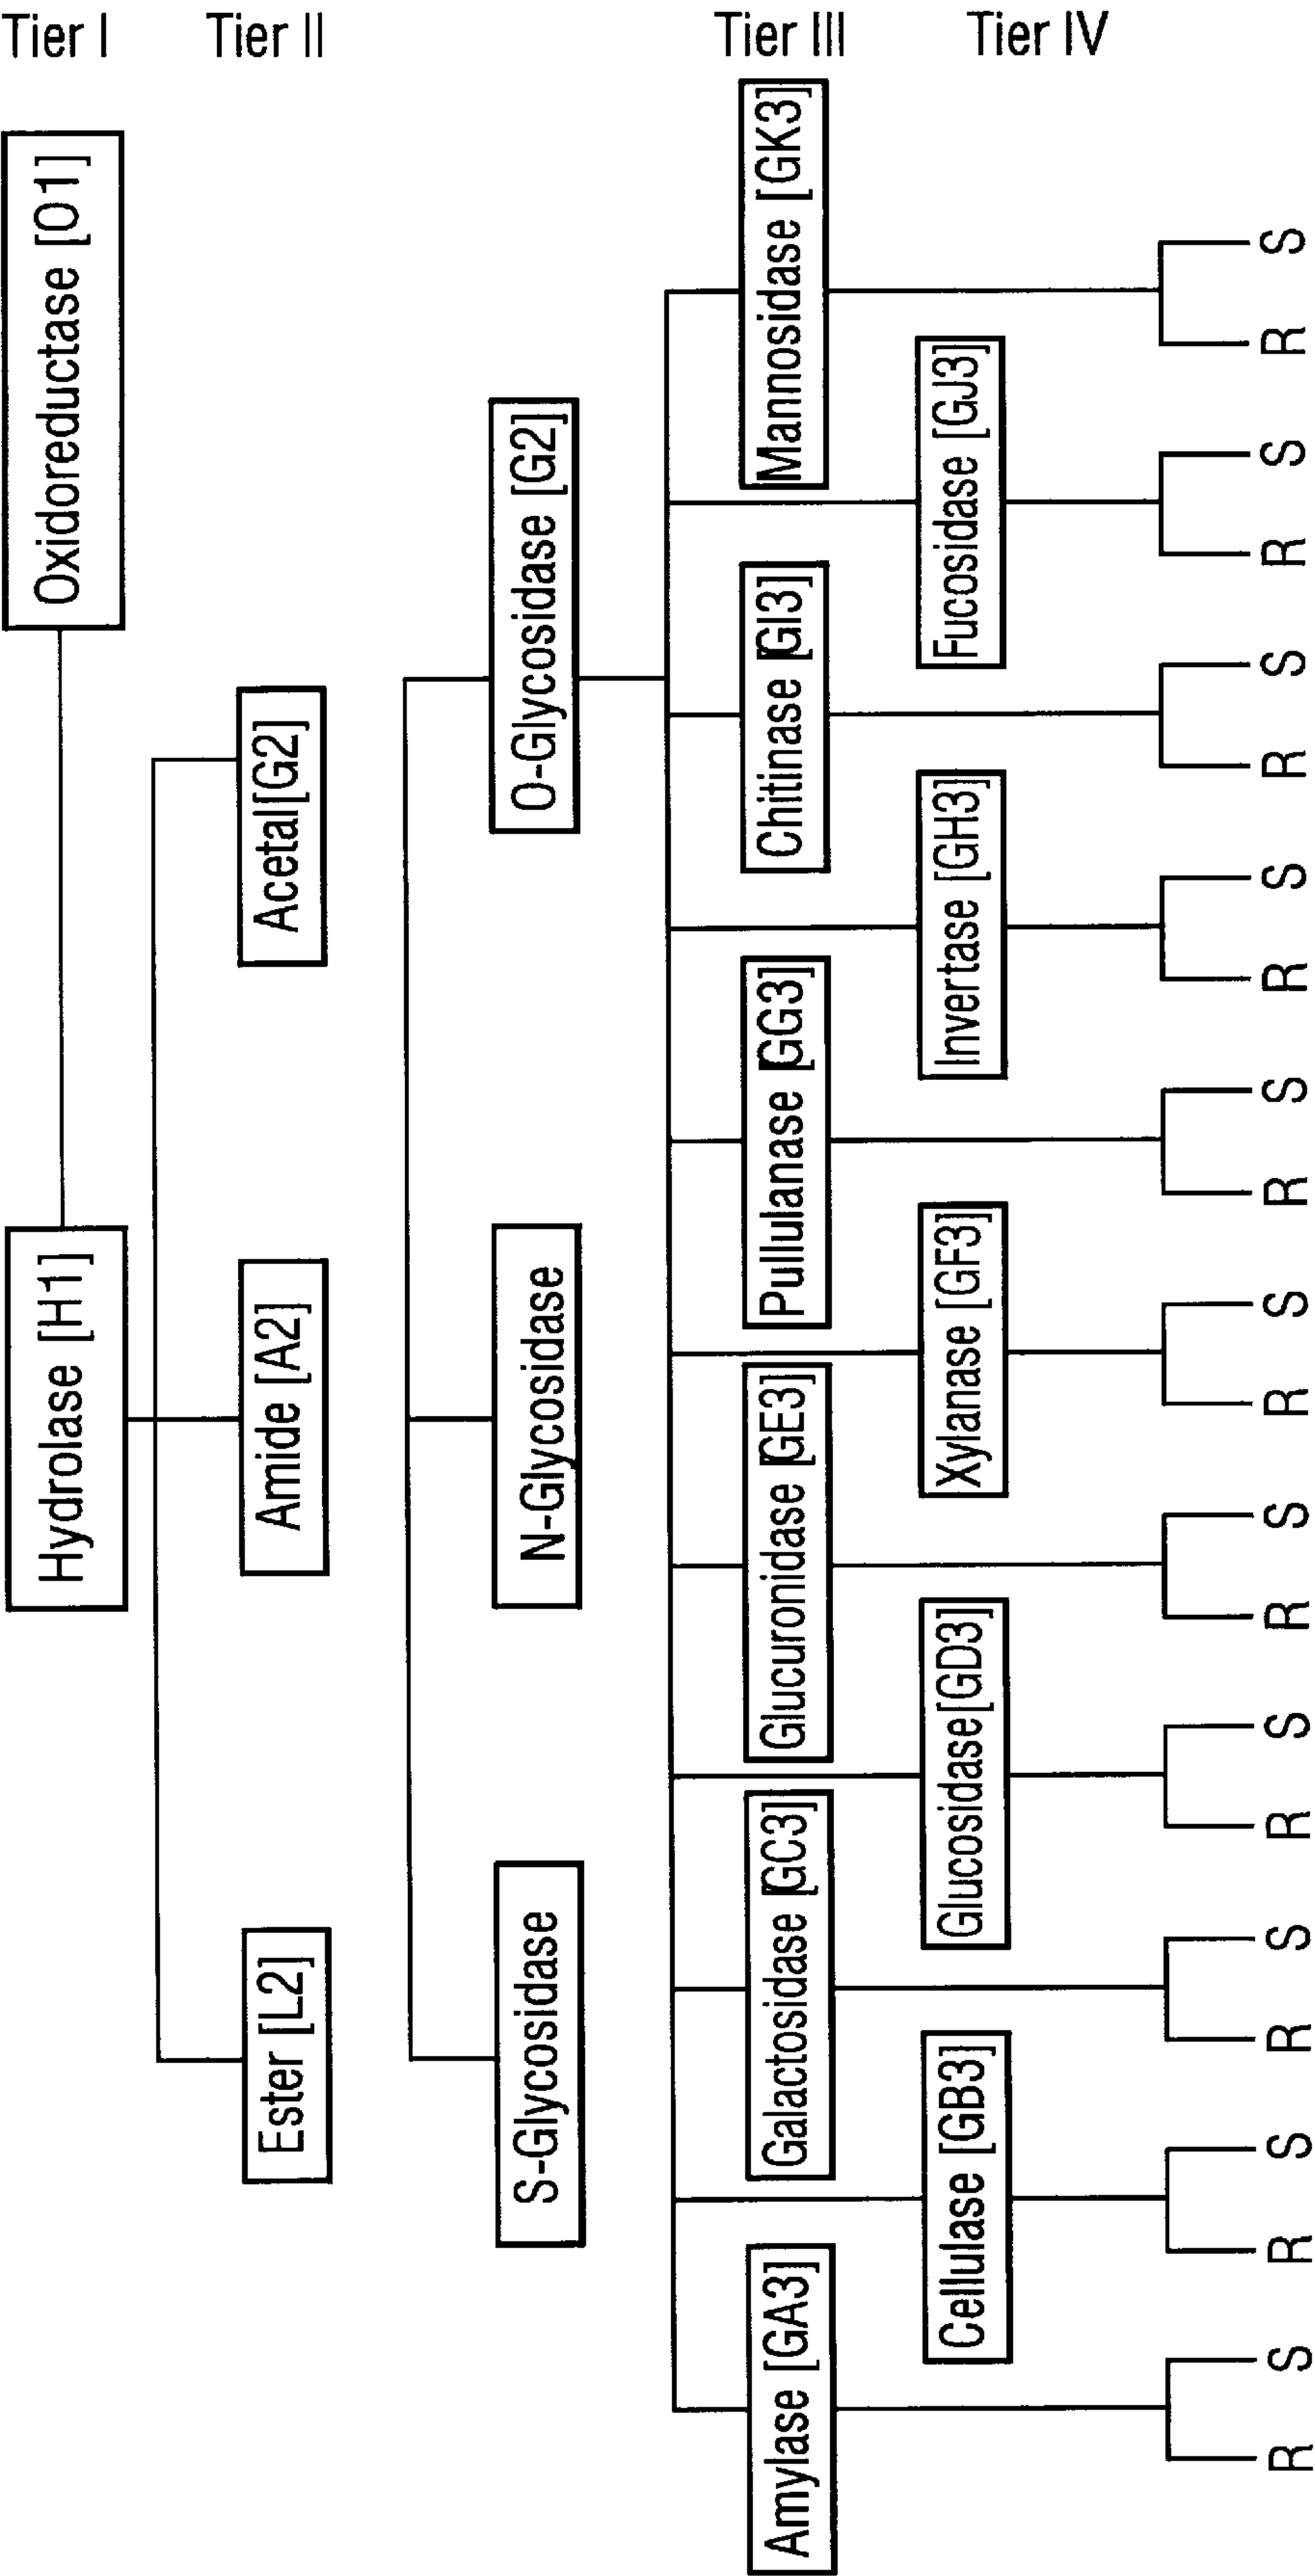 Tier I
Hydrolase [H1]
Oxidoreductase [O1]
Tier II
Ester [L2]
Amide [A2]
Acetal[G2]
S-Glycosidase
N-Glycosidase
O-Glycosidase [G2]
Tier III
Amylase [GA3]
Galactosidase [GC3]
Glucuronidase [GE3]
Pullulanase [GG3]
Chitinase [GI3]
Mannosidase [GK3]
Cellulase [GB3]
Glucosidase[GD3]
Xylanase [GF3]
Invertase [GH3]
Fucosidase [GJ3]
Tier IV
R S R S R S R S R S R S R S R S R S R S R S